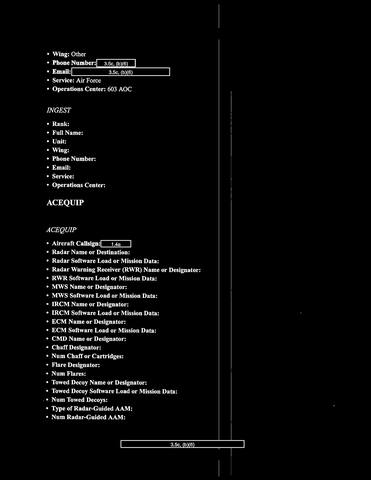 • Wing: Other
• Phone Number: 3.5c, (b)(6)
• Email: 3.5c, (b)(6)
• Service: Air Force
• Operations Center: 603 AOC
INGEST
• Rank:
• Full Name:
• Unit:
• Wing:
• Phone Number:
• Email:
• Service:
• Operations Center:
ACEQUIP
ACEQUIP
• Aircraft Callsign: 1.4a
• Radar Name or Destination:
• Radar Software Load or Mission Data:
• Radar Warning Receiver (RWR) Name or Designator:
• RWR Software Load or Mission Data:
• MWS Name or Designator:
• MWS Software Load or Mission Data:
• IRCM Name or Designator:
• IRCM Software Load or Mission Data:
• ECM Name or Designator:
• ECM Software Load or Mission Data:
• CMD Name or Designator:
• Chaff Designator:
• Num Chaff or Cartridges:
• Flare Designator:
• Num Flares:
• Towed Decoy Name or Designator:
• Towed Decoy Software Load or Mission Data:
• Num Towed Decoys:
• Type of Radar-Guided AAM:
• Num Radar-Guided AAM:
3.5c, (b)(6)